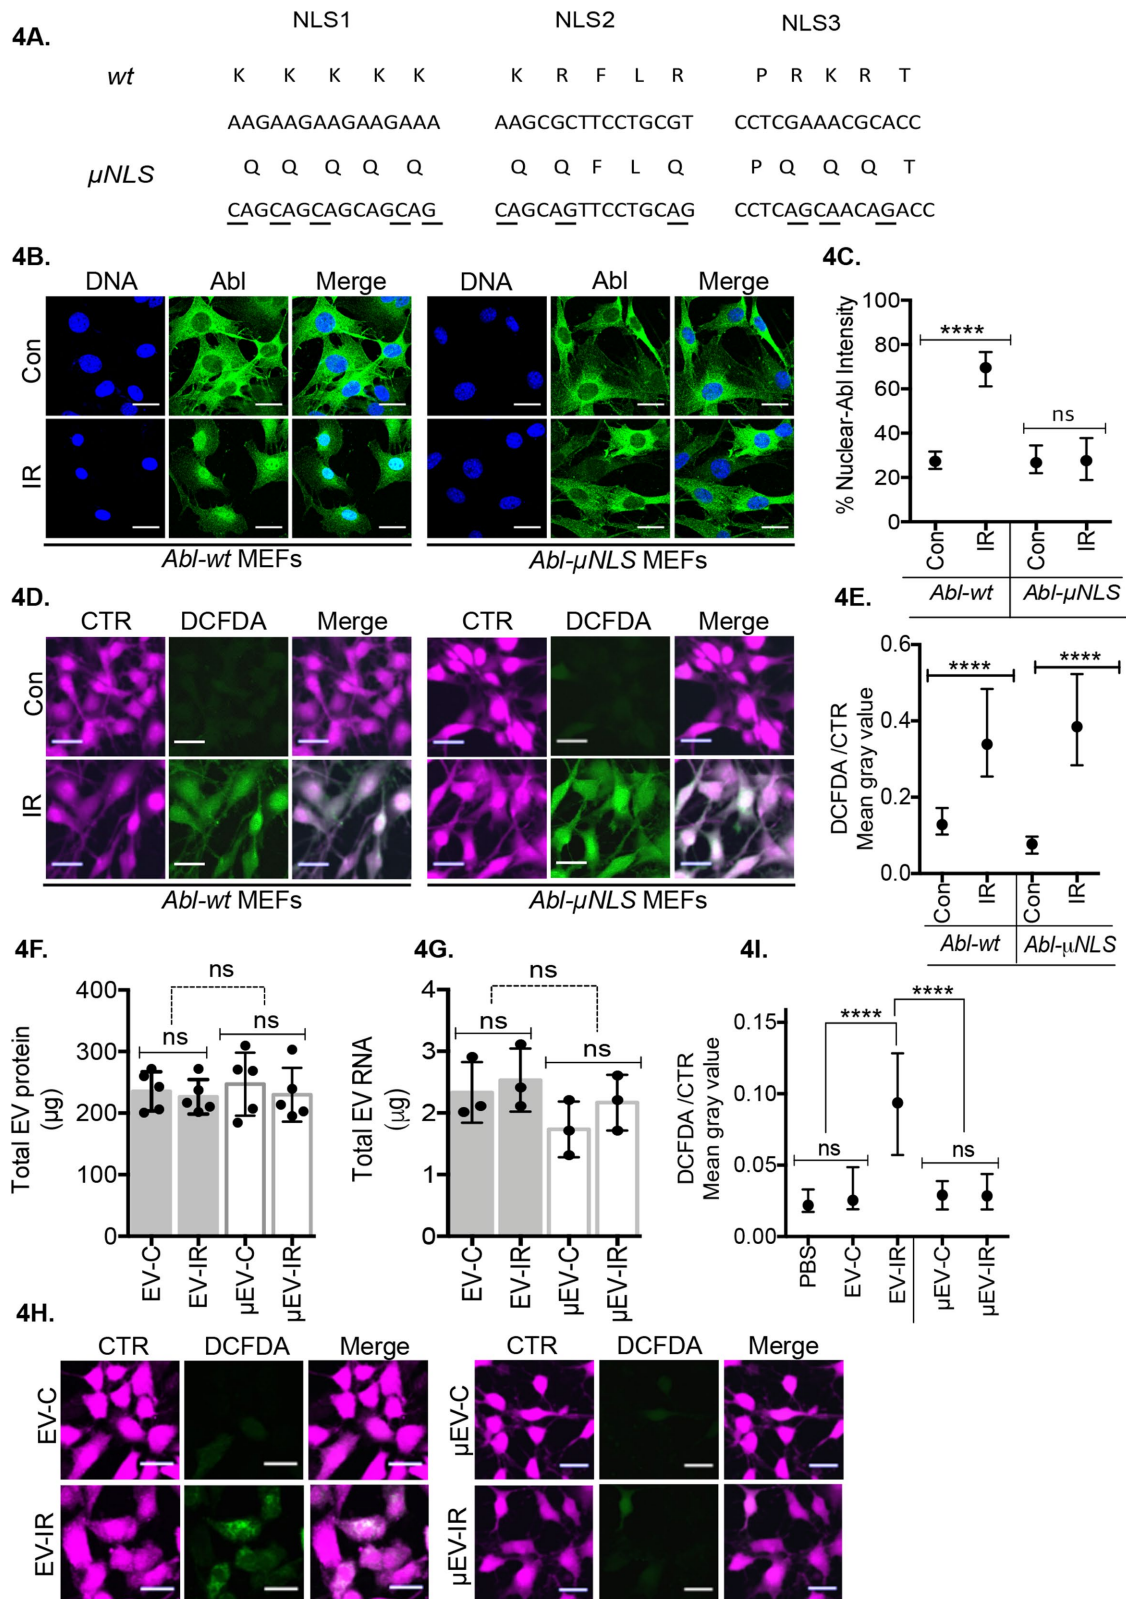 4A.
NLS1 NLS2 NLS3
wt K K K K K K R F L R P R K R T
AAGAAGAAGAAGAAA AAGCGCTTCCTGCGT CCTCGAAACGCACC
µNLS Q Q Q Q Q Q Q F L Q P Q Q Q T
CAGCAGCAGCAGCAG CAGCAGTTCCTGCAG CCTCAGCAACAGACC
4B.
DNA Abl Merge DNA Abl Merge
Con
IR
Abl-wt MEFs Abl-µNLS MEFs
4C.
% Nuclear-Abl Intensity
100
80
60
40
20
0
**** ns
Con IR Con IR
Abl-wt Abl-µNLS
4D.
CTR DCFDA Merge CTR DCFDA Merge
Con
IR
Abl-wt MEFs Abl-µNLS MEFs
4E.
DCFDA /CTR
Mean gray value
0.6
0.4
0.2
0.0
**** ****
Con IR Con IR
Abl-wt Abl-µNLS
4F.
Total EV protein
(µg)
400
300
200
100
0
ns
ns ns
EV-C EV-IR µEV-C µEV-IR
4G.
Total EV RNA
(µg)
4
3
2
1
0
ns
ns ns
EV-C EV-IR µEV-C µEV-IR
4I.
DCFDA /CTR
Mean gray value
0.15
0.10
0.05
0.00
**** ****
ns ns
PBS EV-C EV-IR µEV-C µEV-IR
4H.
CTR DCFDA Merge CTR DCFDA Merge
EV-C µEV-C
EV-IR µEV-IR